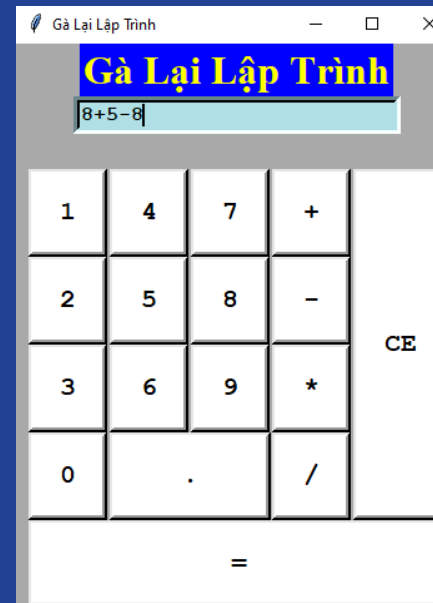 Gà Lại Lập Trình
Gà Lại Lập Trình
8+5-8
1 4 7 +
2 5 8 -
CE
3 6 9 *
0 . /
=